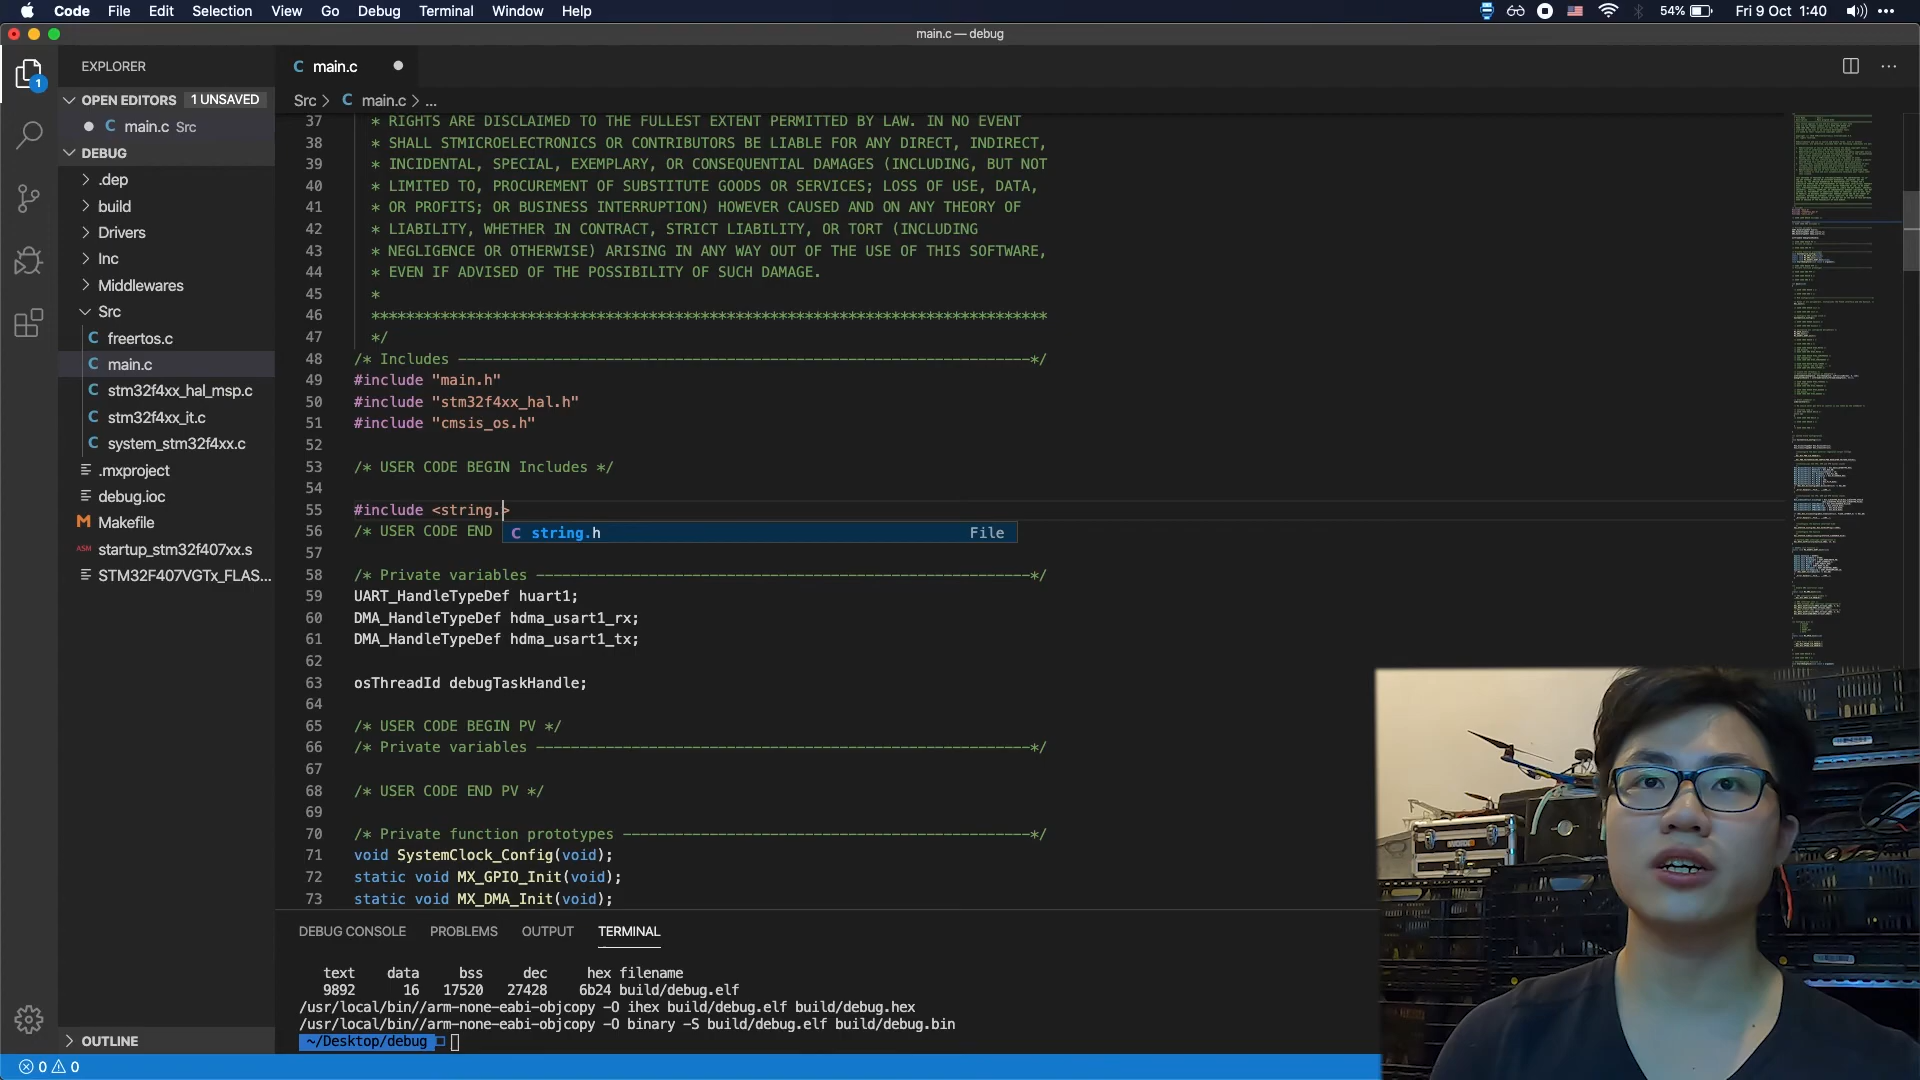 Code File Edit Selection View Go Debug Terminal Window Help 54% Fri 9 Oct 1:40
main.c — debug
EXPLORER
OPEN EDITORS 1 UNSAVED
main.c Src
DEBUG
.dep
build
Drivers
Inc
Middlewares
Src
freertos.c
main.c
stm32f4xx_hal_msp.c
stm32f4xx_it.c
system_stm32f4xx.c
.mxproject
debug.ioc
Makefile
startup_stm32f407xx.s
STM32F407VGTx_FLAS...
OUTLINE
1
main.c
Src > C main.c > ...
37 * RIGHTS ARE DISCLAIMED TO THE FULLEST EXTENT PERMITTED BY LAW. IN NO EVENT
38 * SHALL STMICROELECTRONICS OR CONTRIBUTORS BE LIABLE FOR ANY DIRECT, INDIRECT,
39 * INCIDENTAL, SPECIAL, EXEMPLARY, OR CONSEQUENTIAL DAMAGES (INCLUDING, BUT NOT
40 * LIMITED TO, PROCUREMENT OF SUBSTITUTE GOODS OR SERVICES; LOSS OF USE, DATA,
41 * OR PROFITS; OR BUSINESS INTERRUPTION) HOWEVER CAUSED AND ON ANY THEORY OF
42 * LIABILITY, WHETHER IN CONTRACT, STRICT LIABILITY, OR TORT (INCLUDING
43 * NEGLIGENCE OR OTHERWISE) ARISING IN ANY WAY OUT OF THE USE OF THIS SOFTWARE,
44 * EVEN IF ADVISED OF THE POSSIBILITY OF SUCH DAMAGE.
45 *
46 ******************************************************************************
47 */
48 /* Includes ------------------------------------------------------------------*/
49 #include "main.h"
50 #include "stm32f4xx_hal.h"
51 #include "cmsis_os.h"
52
53 /* USER CODE BEGIN Includes */
54
55 #include <string.>
56 /* USER CODE END
C string.h File
57
58 /* Private variables ---------------------------------------------------------*/
59 UART_HandleTypeDef huart1;
60 DMA_HandleTypeDef hdma_usart1_rx;
61 DMA_HandleTypeDef hdma_usart1_tx;
62
63 osThreadId debugTaskHandle;
64
65 /* USER CODE BEGIN PV */
66 /* Private variables ---------------------------------------------------------*/
67
68 /* USER CODE END PV */
69
70 /* Private function prototypes -----------------------------------------------*/
71 void SystemClock_Config(void);
72 static void MX_GPIO_Init(void);
73 static void MX_DMA_Init(void);
DEBUG CONSOLE PROBLEMS OUTPUT TERMINAL
text data bss dec hex filename
9892 16 17520 27428 6b24 build/debug.elf
/usr/local/bin//arm-none-eabi-objcopy -O ihex build/debug.elf build/debug.hex
/usr/local/bin//arm-none-eabi-objcopy -O binary -S build/debug.elf build/debug.bin
~/Desktop/debug
0 0
WORX